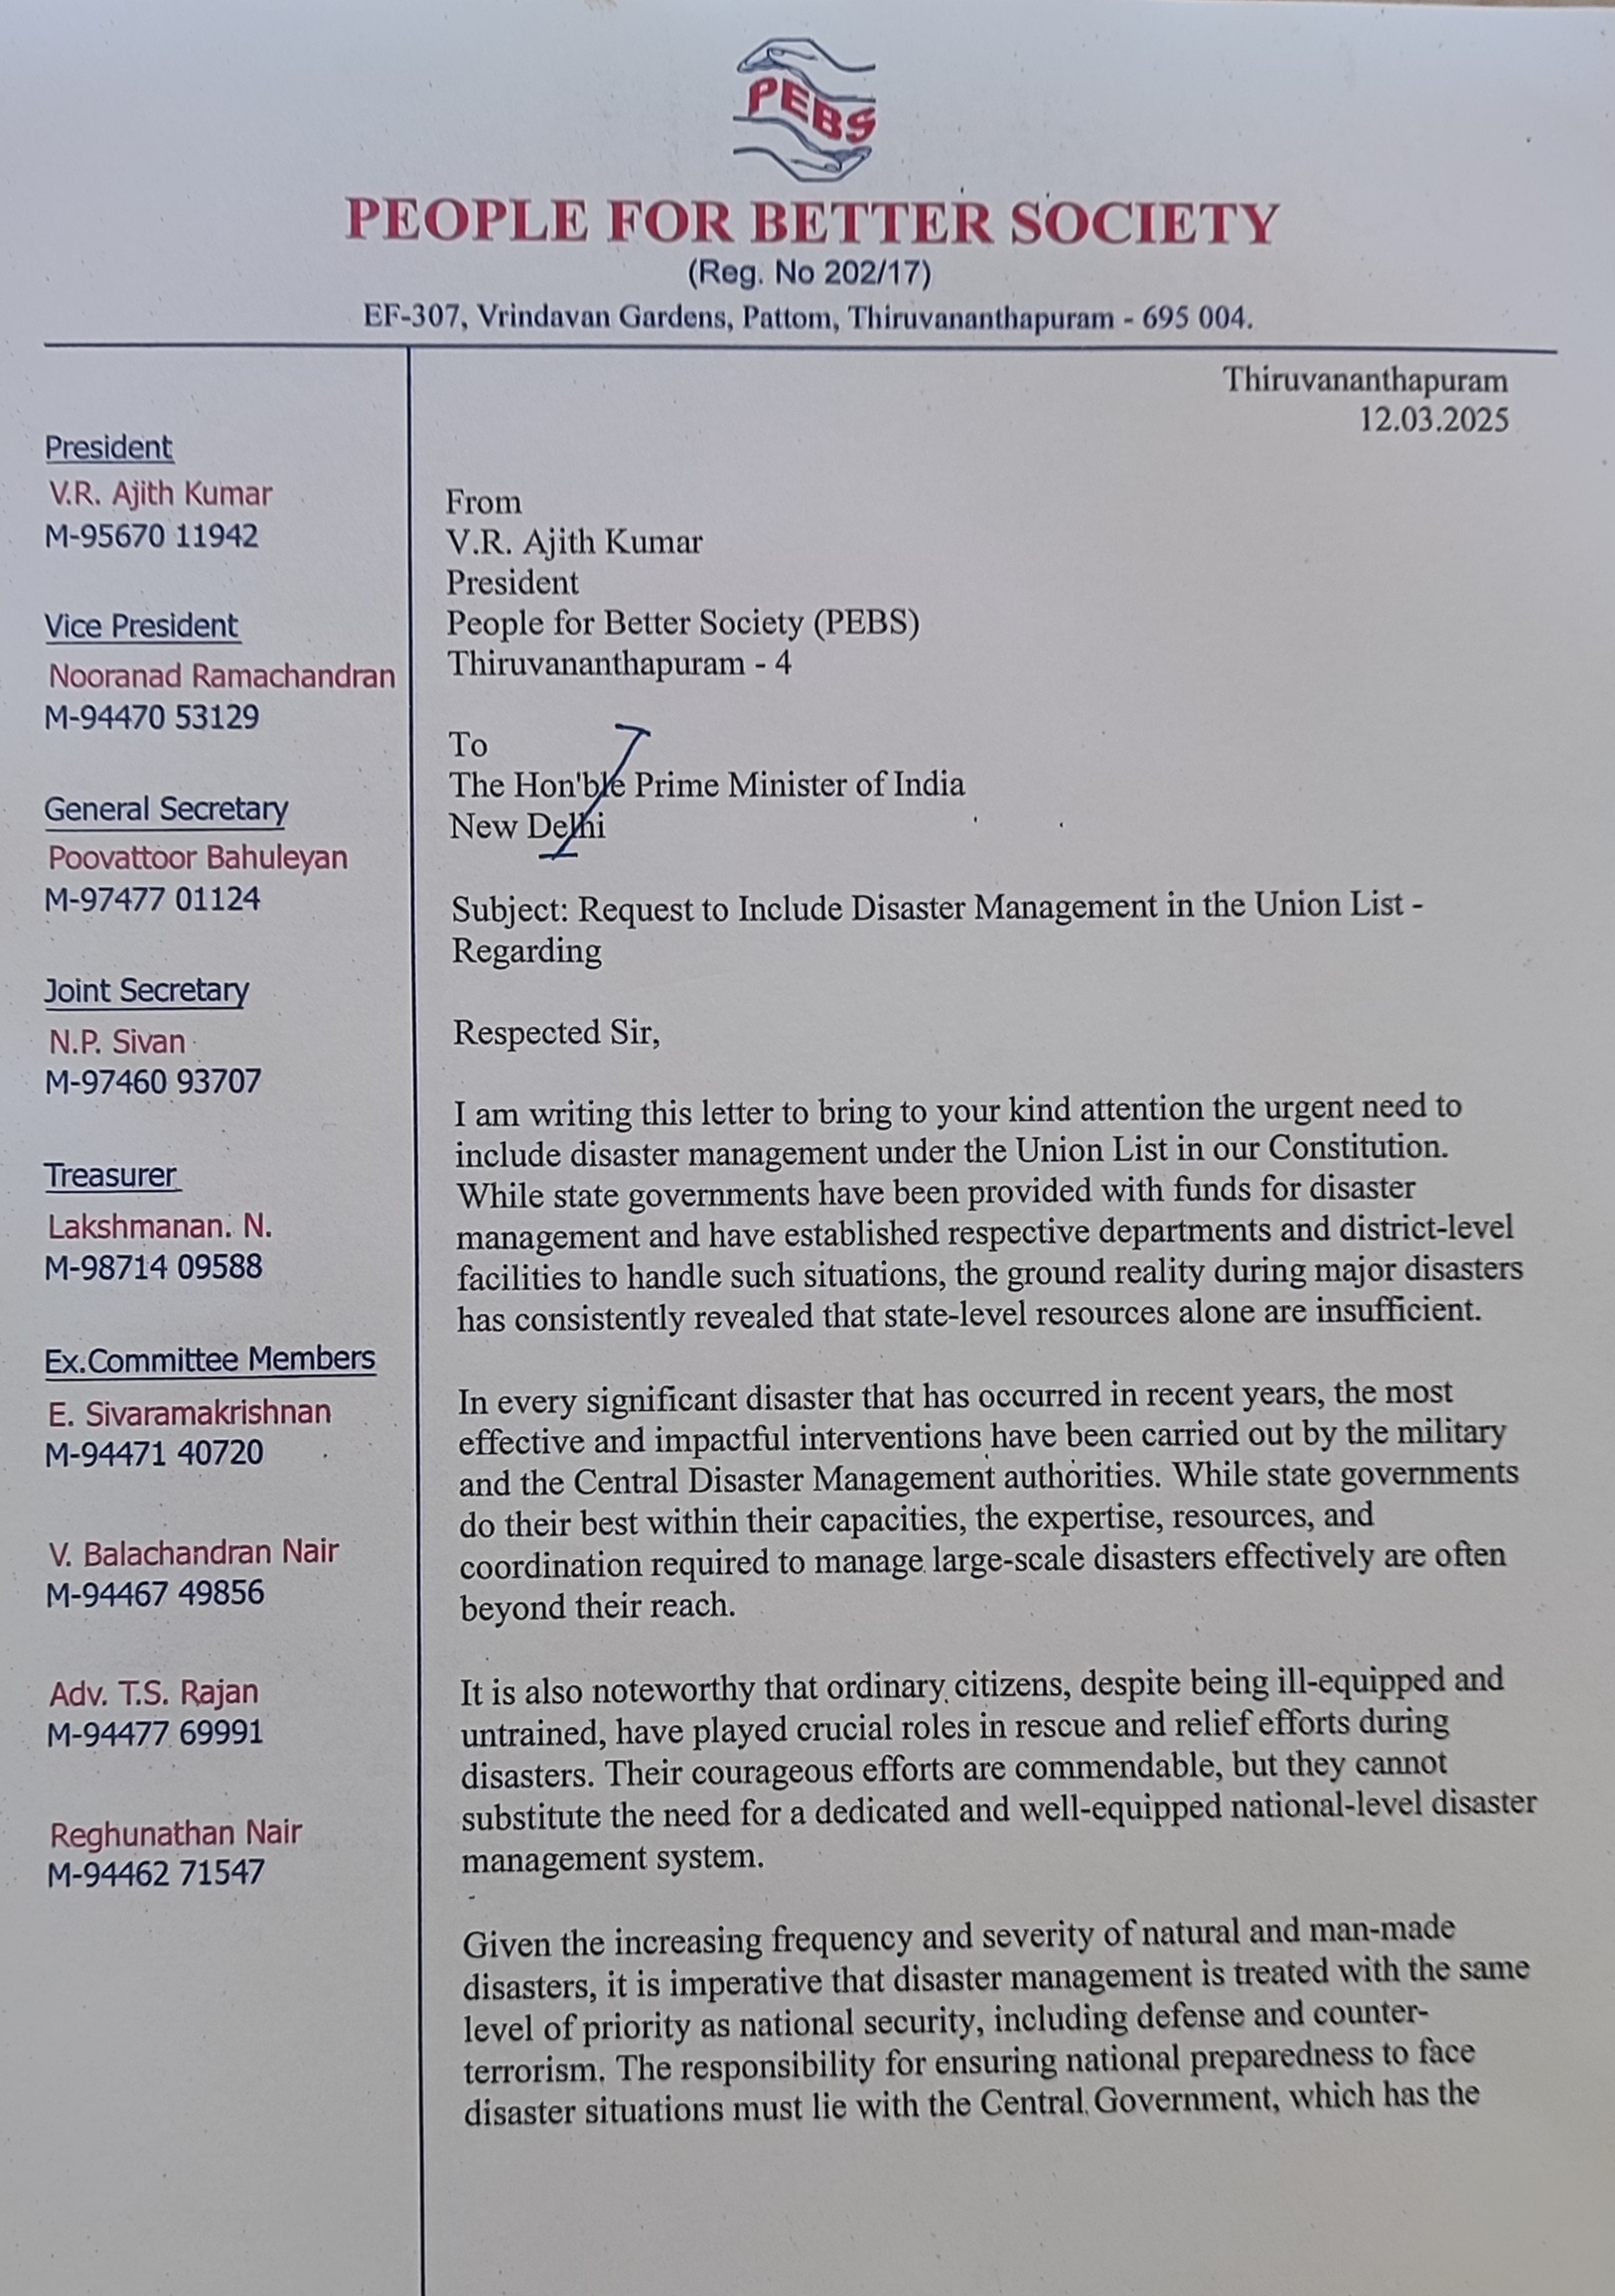 PEBS
PEOPLE FOR BETTER SOCIETY
(Reg. No 202/17)
EF-307, Vrindavan Gardens, Pattom, Thiruvananthapuram - 695 004.
President
V.R. Ajith Kumar
M-95670 11942
Vice President
Nooranad Ramachandran
M-94470 53129
General Secretary
Poovattoor Bahuleyan
M-97477 01124
Joint Secretary
N.P. Sivan
M-97460 93707
Treasurer
Lakshmanan. N.
M-98714 09588
Ex.Committee Members
E. Sivaramakrishnan
M-94471 40720
V. Balachandran Nair
M-94467 49856
Adv. T.S. Rajan
M-94477 69991
Reghunathan Nair
M-94462 71547
Thiruvananthapuram
12.03.2025
From
V.R. Ajith Kumar
President
People for Better Society (PEBS)
Thiruvananthapuram - 4
To
The Hon'ble Prime Minister of India
New Delhi
Subject: Request to Include Disaster Management in the Union List -
Regarding
Respected Sir,
I am writing this letter to bring to your kind attention the urgent need to
include disaster management under the Union List in our Constitution.
While state governments have been provided with funds for disaster
management and have established respective departments and district-level
facilities to handle such situations, the ground reality during major disasters
has consistently revealed that state-level resources alone are insufficient.
In every significant disaster that has occurred in recent years, the most
effective and impactful interventions have been carried out by the military
and the Central Disaster Management authorities. While state governments
do their best within their capacities, the expertise, resources, and
coordination required to manage large-scale disasters effectively are often
beyond their reach.
It is also noteworthy that ordinary citizens, despite being ill-equipped and
untrained, have played crucial roles in rescue and relief efforts during
disasters. Their courageous efforts are commendable, but they cannot
substitute the need for a dedicated and well-equipped national-level disaster
management system.
Given the increasing frequency and severity of natural and man-made
disasters, it is imperative that disaster management is treated with the same
level of priority as national security, including defense and counter-
terrorism. The responsibility for ensuring national preparedness to face
disaster situations must lie with the Central Government, which has the